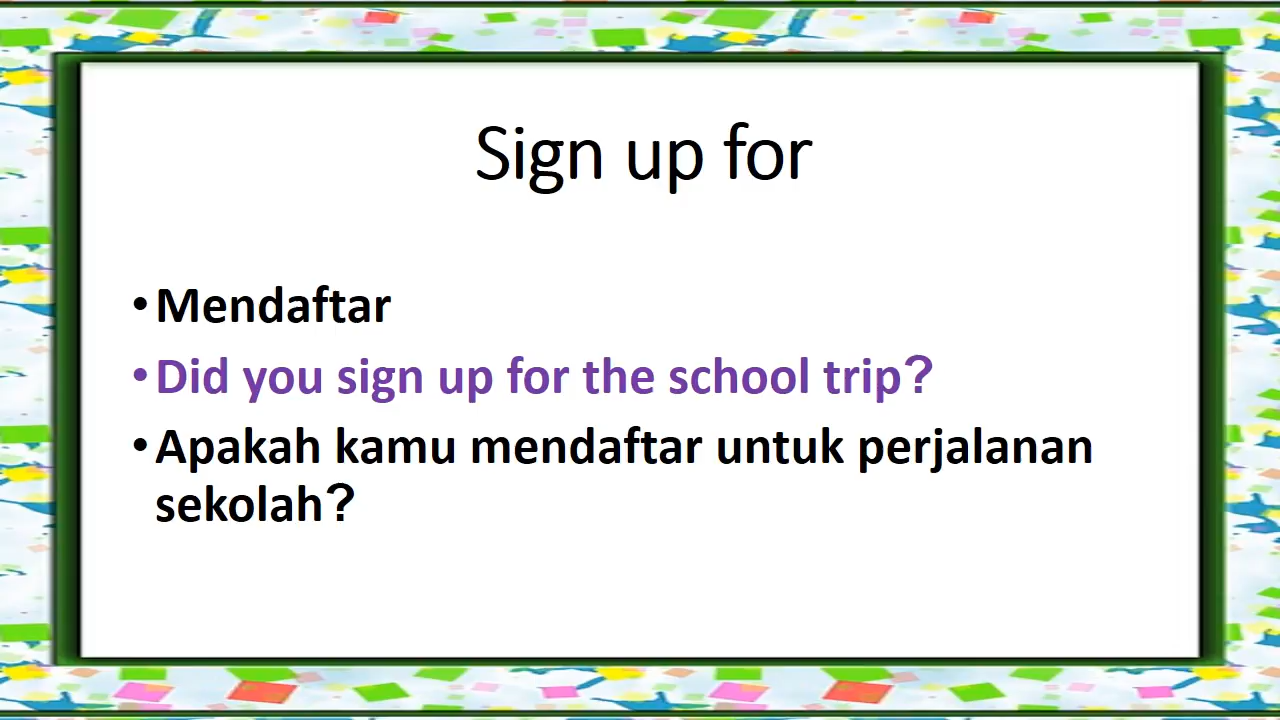 Sign up for
•Mendaftar
•Did you sign up for the school trip?
•Apakah kamu mendaftar untuk perjalanan
sekolah?